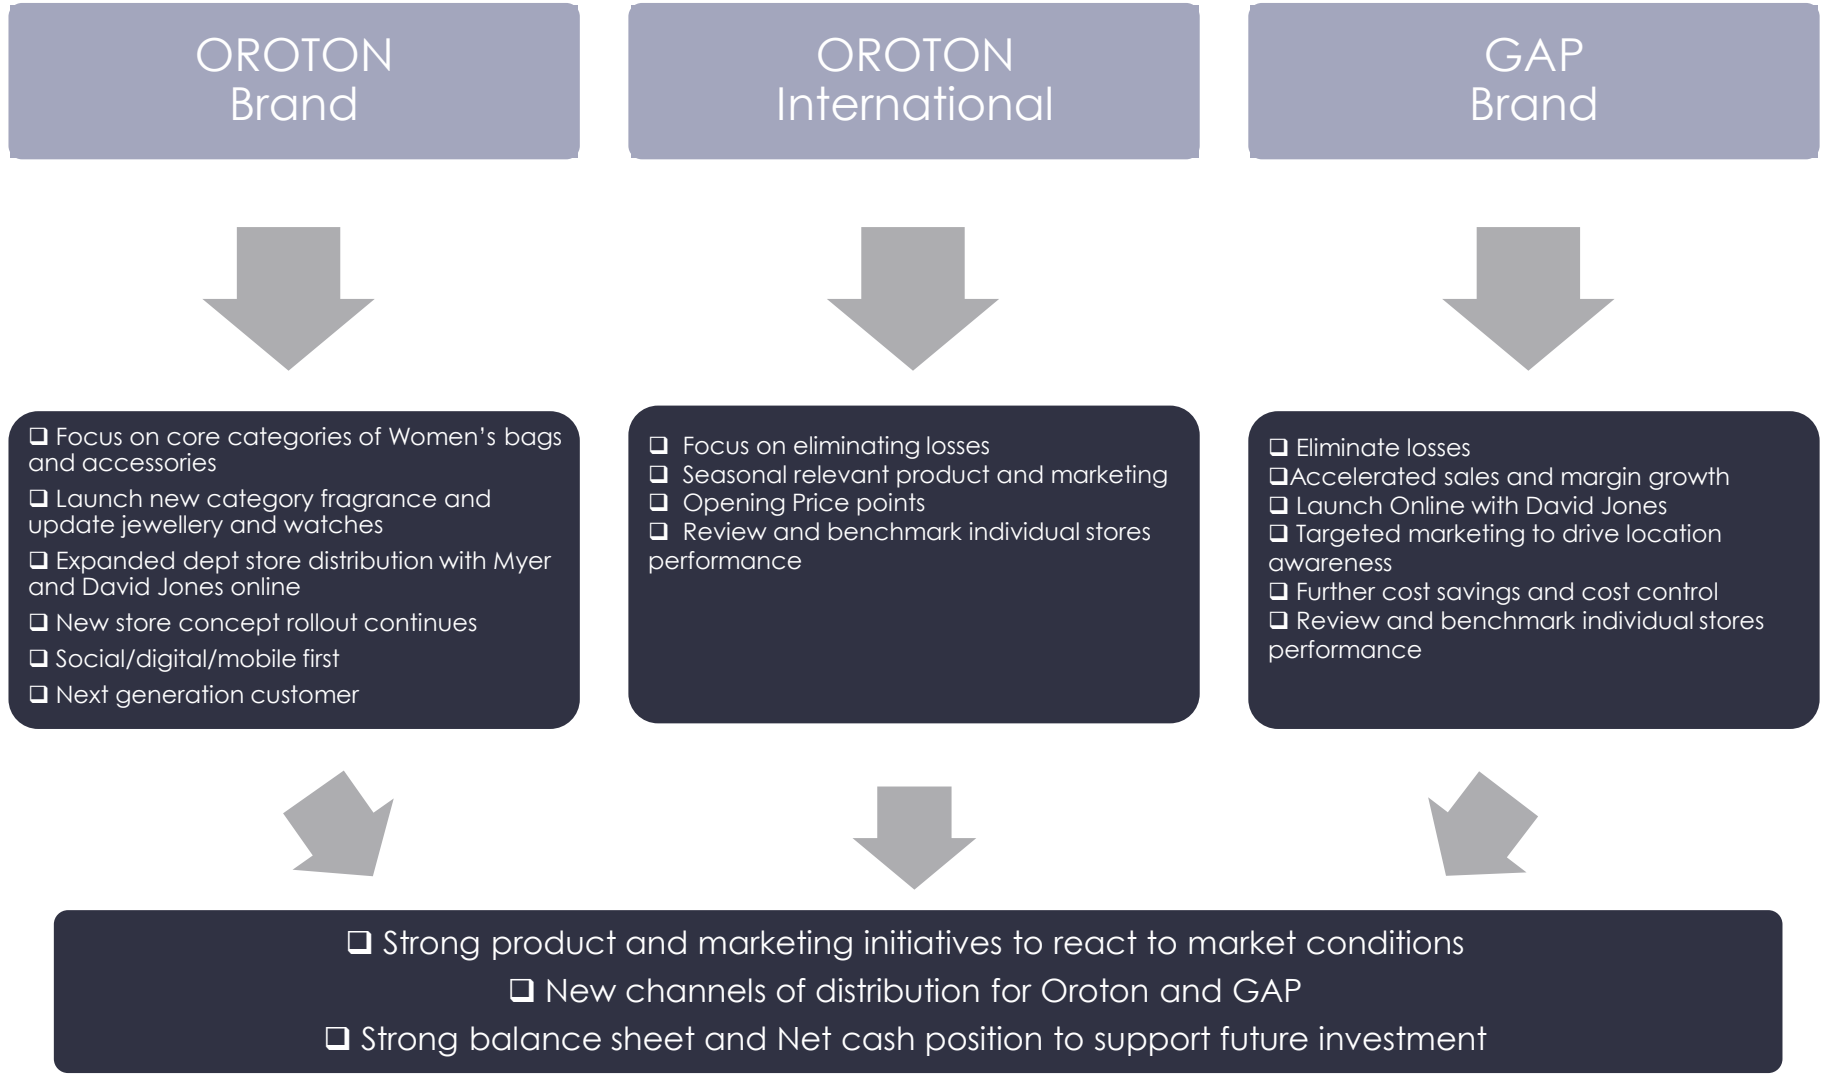 OROTON
Brand
OROTON
International
GAP
Brand
❑ Focus on core categories of Women’s bags
and accessories
❑ Launch new category fragrance and
update jewellery and watches
❑ Expanded dept store distribution with Myer
and David Jones online
❑ New store concept rollout continues
❑ Social/digital/mobile first
❑ Next generation customer
❑ Focus on eliminating losses
❑ Seasonal relevant product and marketing
❑ Opening Price points
❑ Review and benchmark individual stores
performance
❑ Eliminate losses
❑Accelerated sales and margin growth
❑ Launch Online with David Jones
❑ Targeted marketing to drive location
awareness
❑ Further cost savings and cost control
❑ Review and benchmark individual stores
performance
❑ Strong product and marketing initiatives to react to market conditions
❑ New channels of distribution for Oroton and GAP
❑ Strong balance sheet and Net cash position to support future investment